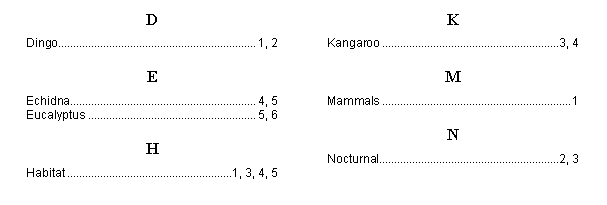 D
Dingo.......................................................... 1, 2
E
Echidna....................................................... 4, 5
Eucalyptus .................................................. 5, 6
H
Habitat .................................................1, 3, 4, 5
K
Kangaroo .....................................................3, 4
M
Mammals .........................................................1
N
Nocturnal......................................................2, 3